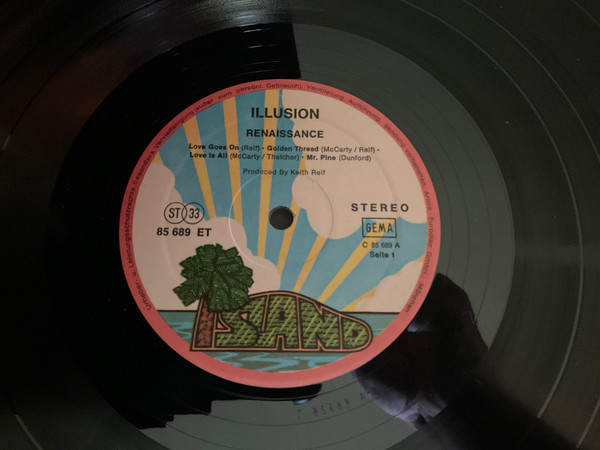 ILLUSION
RENAISSANCE
Love Goes On (Relf) • Golden Thread (McCarty / Relf) •
Love Is All (McCarty / Thatcher) • Mr. Pine (Dunford)
Produced By Keith Relf
ST 33
85 689 ET
STEREO
GEMA
C 85 689 A
Seite 1
ISLAND